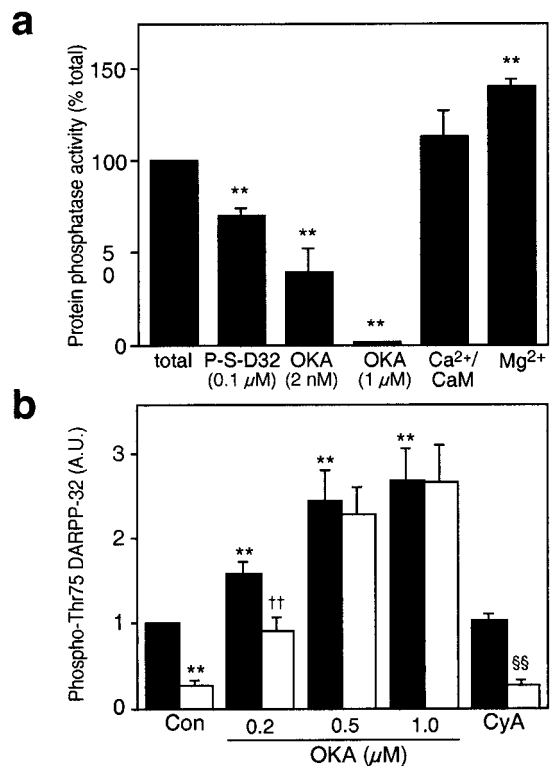 a
Protein phosphatase activity (% total)
150
100
5
0
0
**
**
**
**
total P-S-D32 (0.1 µM) OKA (2 nM) OKA (1 µM) Ca2+/ CaM Mg2+
b
Phospho-Thr75 DARPP-32 (A.U.)
3
2
1
0
**
**
††
**
**
§§
Con 0.2 0.5 1.0 CyA
OKA (µM)